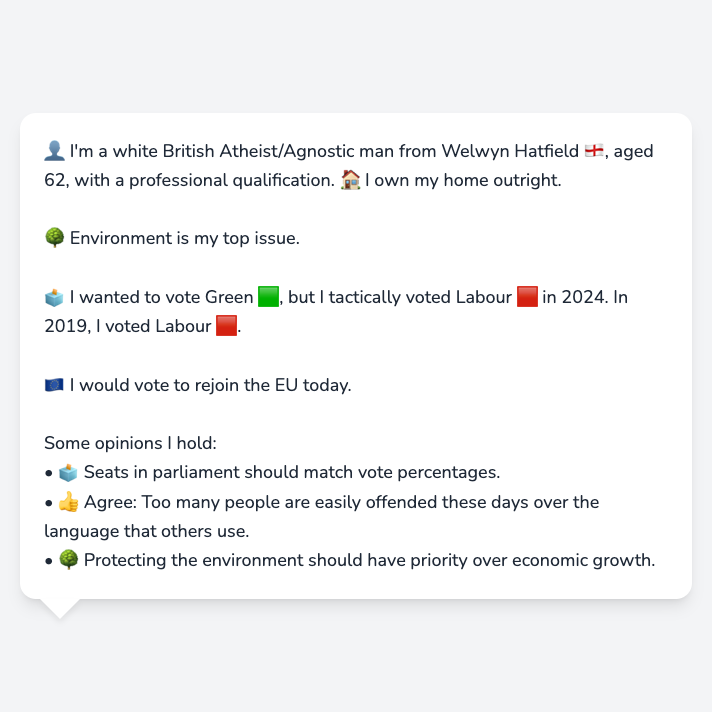 👤 I'm a white British Atheist/Agnostic man from Welwyn Hatfield 🏴󠁧󠁢󠁥󠁮󠁧󠁿, aged
62, with a professional qualification. 🏠 I own my home outright.
🌳 Environment is my top issue.
🗳️ I wanted to vote Green 🟩, but I tactically voted Labour 🟥 in 2024. In
2019, I voted Labour 🟥.
🇪🇺 I would vote to rejoin the EU today.
Some opinions I hold:
• 🗳️ Seats in parliament should match vote percentages.
• 👍 Agree: Too many people are easily offended these days over the
language that others use.
• 🌳 Protecting the environment should have priority over economic growth.